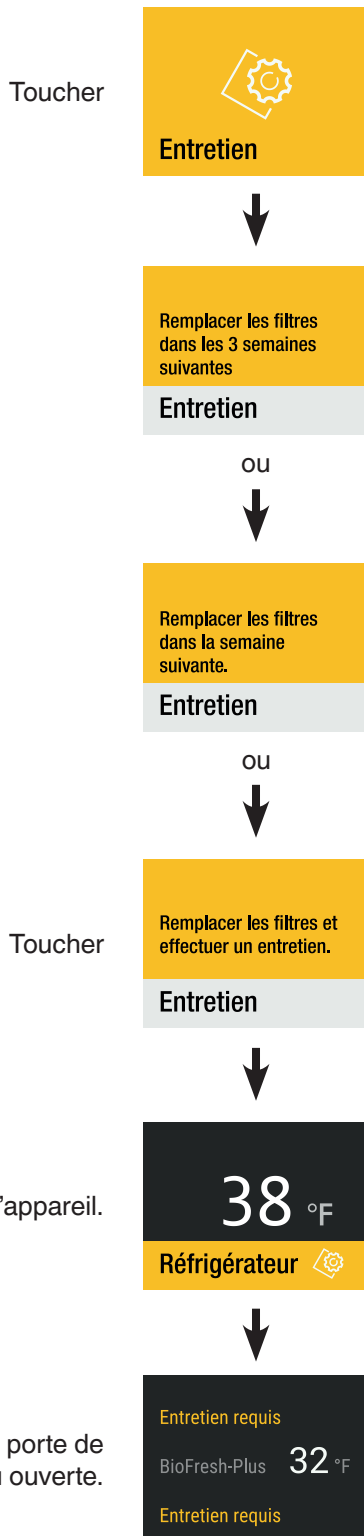 Toucher
Entretien
Remplacer les filtres
dans les 3 semaines
suivantes
Entretien
ou
Remplacer les filtres
dans la semaine
suivante.
Entretien
ou
Toucher
Remplacer les filtres et
effectuer un entretien.
Entretien
'appareil.
38 °F
Réfrigérateur
porte de
ouverte.
Entretien requis
BioFresh-Plus 32 °F
Entretien requis